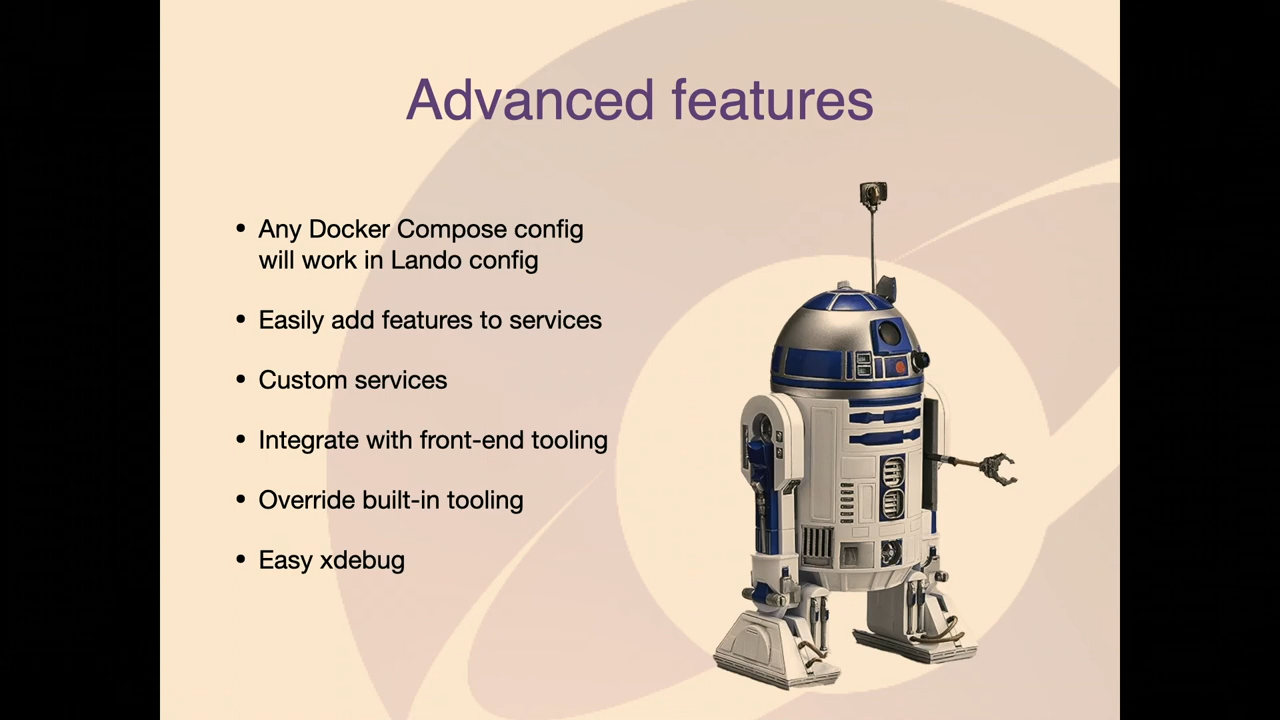 Advanced features
• Any Docker Compose config
will work in Lando config
• Easily add features to services
• Custom services
• Integrate with front-end tooling
• Override built-in tooling
• Easy xdebug